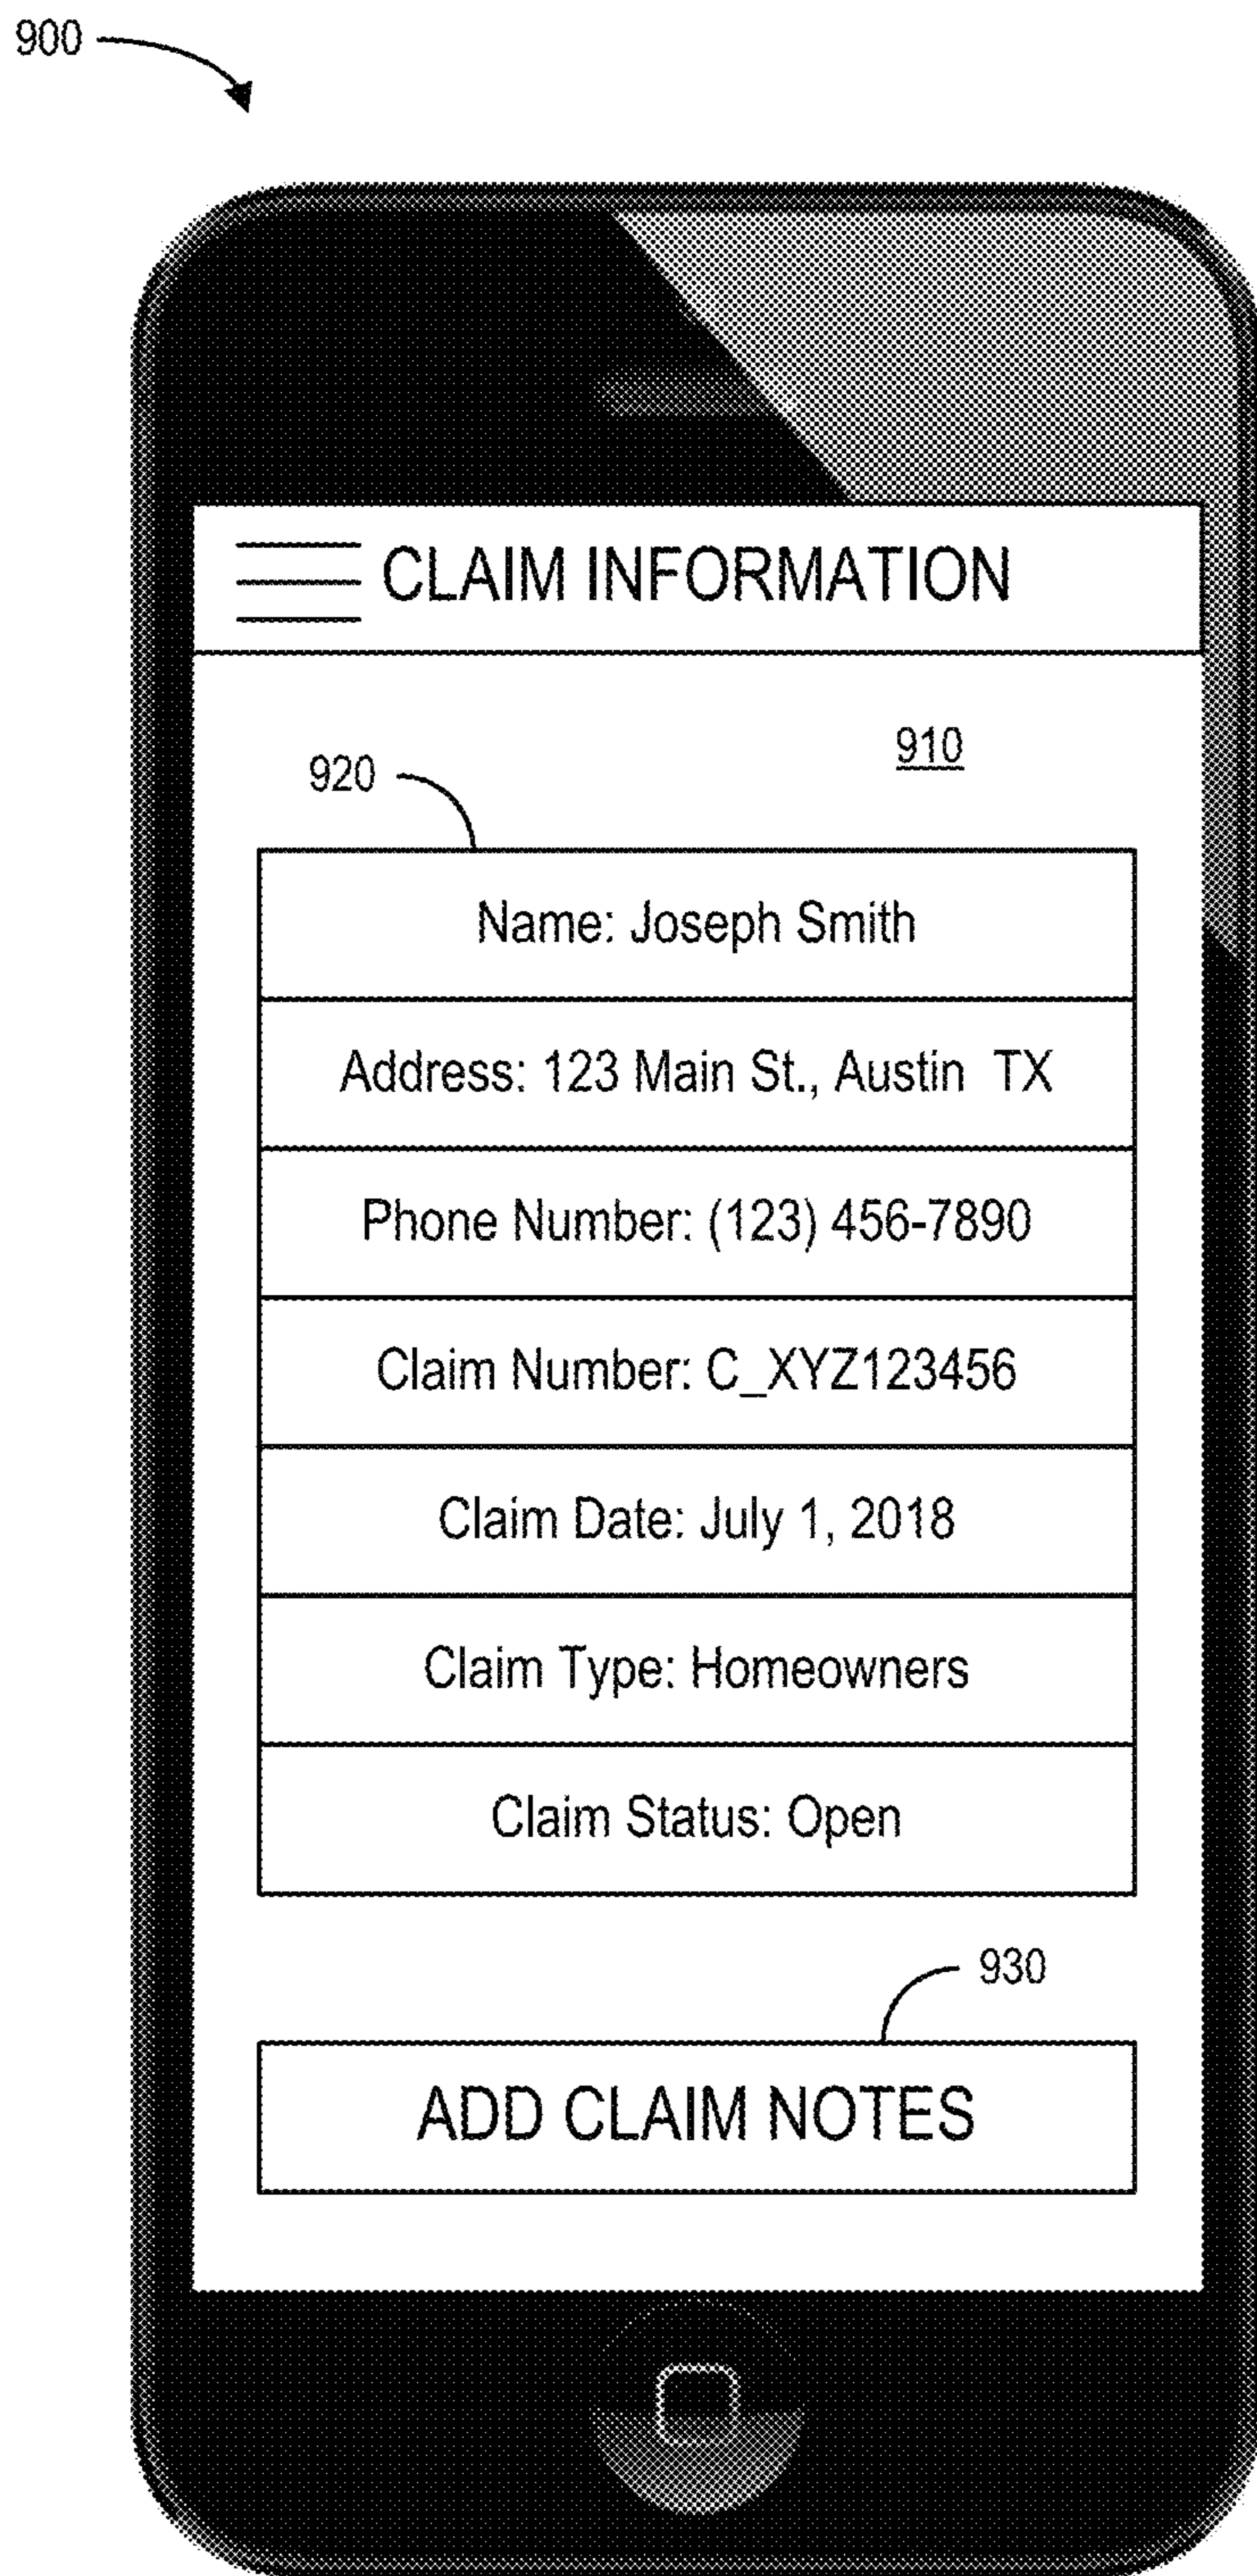 900
CLAIM INFORMATION
910
920
Name: Joseph Smith
Address: 123 Main St., Austin  TX
Phone Number: (123) 456-7890
Claim Number: C_XYZ123456
Claim Date: July 1, 2018
Claim Type: Homeowners
Claim Status: Open
930
ADD CLAIM NOTES